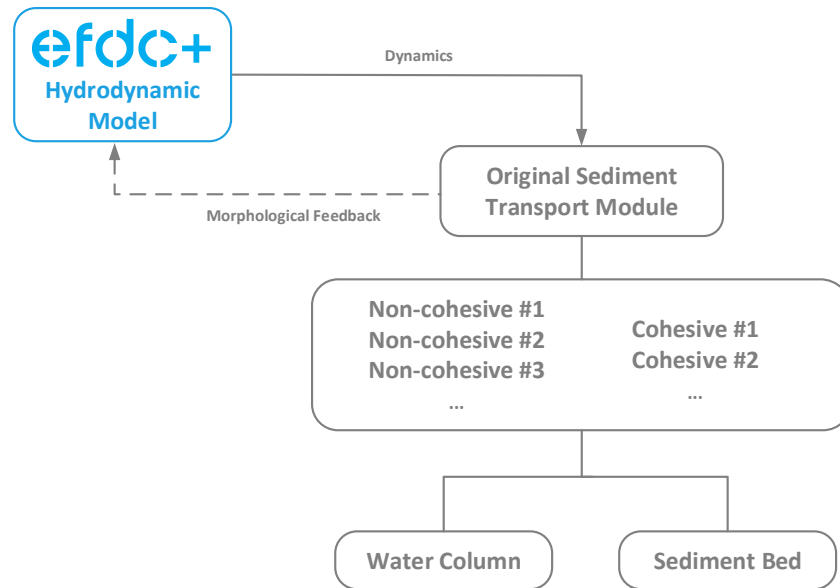 efdc+
Hydrodynamic
Model
Dynamics
Original Sediment
Transport Module
Morphological Feedback
Non-cohesive #1
Non-cohesive #2
Non-cohesive #3
...
Cohesive #1
Cohesive #2
...
Water Column
Sediment Bed